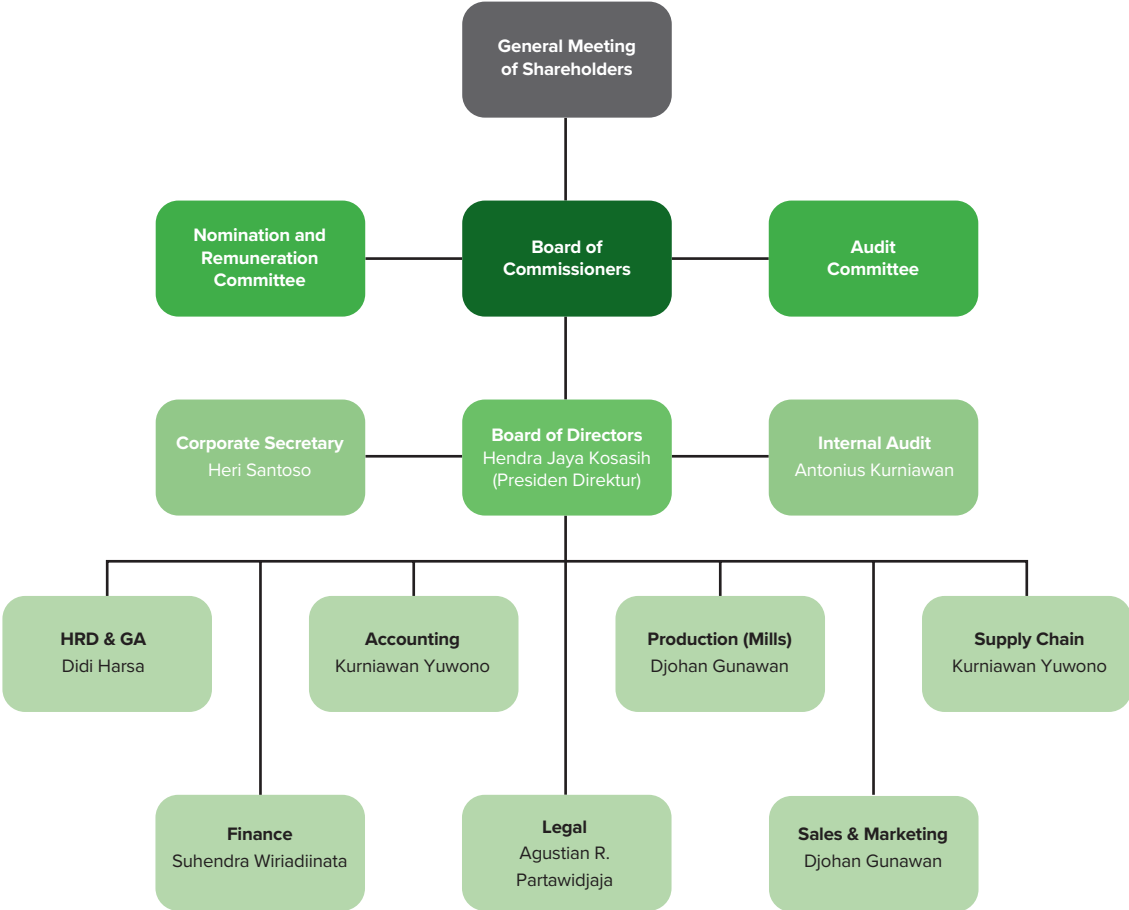 General Meeting
of Shareholders
Nomination and
Remuneration
Committee
Board of
Commissioners
Audit
Committee
Corporate Secretary
Heri Santoso
Board of Directors
Hendra Jaya Kosasih
(Presiden Direktur)
Internal Audit
Antonius Kurniawan
HRD & GA
Didi Harsa
Accounting
Kurniawan Yuwono
Production (Mills)
Djohan Gunawan
Supply Chain
Kurniawan Yuwono
Finance
Suhendra Wiriadiinata
Legal
Agustian R.
Partawidjaja
Sales & Marketing
Djohan Gunawan